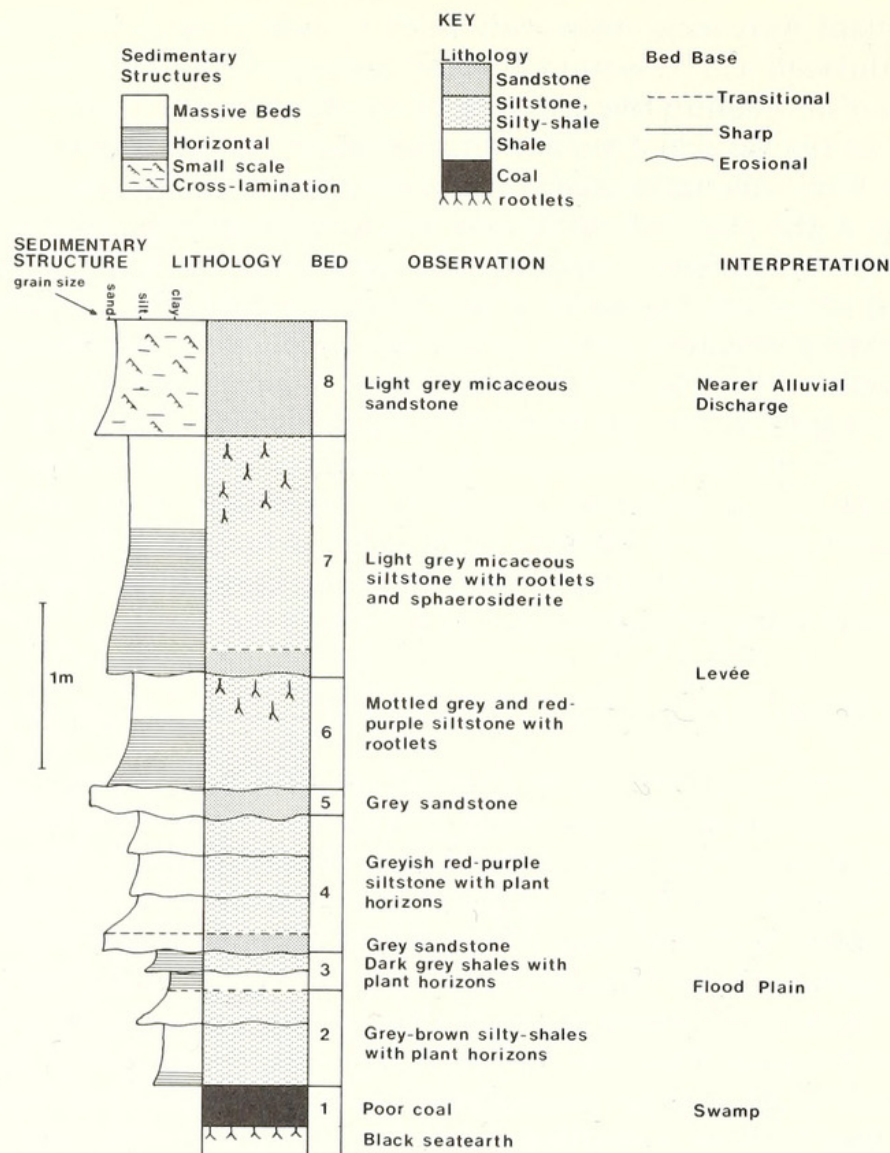 KEY
Sedimentary
Structures
Massive Beds
Horizontal
Small scale
Cross-lamination
Lithology
Sandstone
Siltstone,
Silty-shale
Shale
Coal
rootlets
Bed Base
Transitional
Sharp
Erosional
SEDIMENTARY
STRUCTURE
LITHOLOGY
BED
OBSERVATION
INTERPRETATION
grain size
sand
silt
clay
8
Light grey micaceous
sandstone
Nearer Alluvial
Discharge
7
Light grey micaceous
siltstone with rootlets
and sphaerosiderite
1m
Levée
6
Mottled grey and red-
purple siltstone with
rootlets
5
Grey sandstone
4
Greyish red-purple
siltstone with plant
horizons
Grey sandstone
3
Dark grey shales with
plant horizons
Flood Plain
2
Grey-brown silty-shales
with plant horizons
1
Poor coal
Swamp
Black seatearth